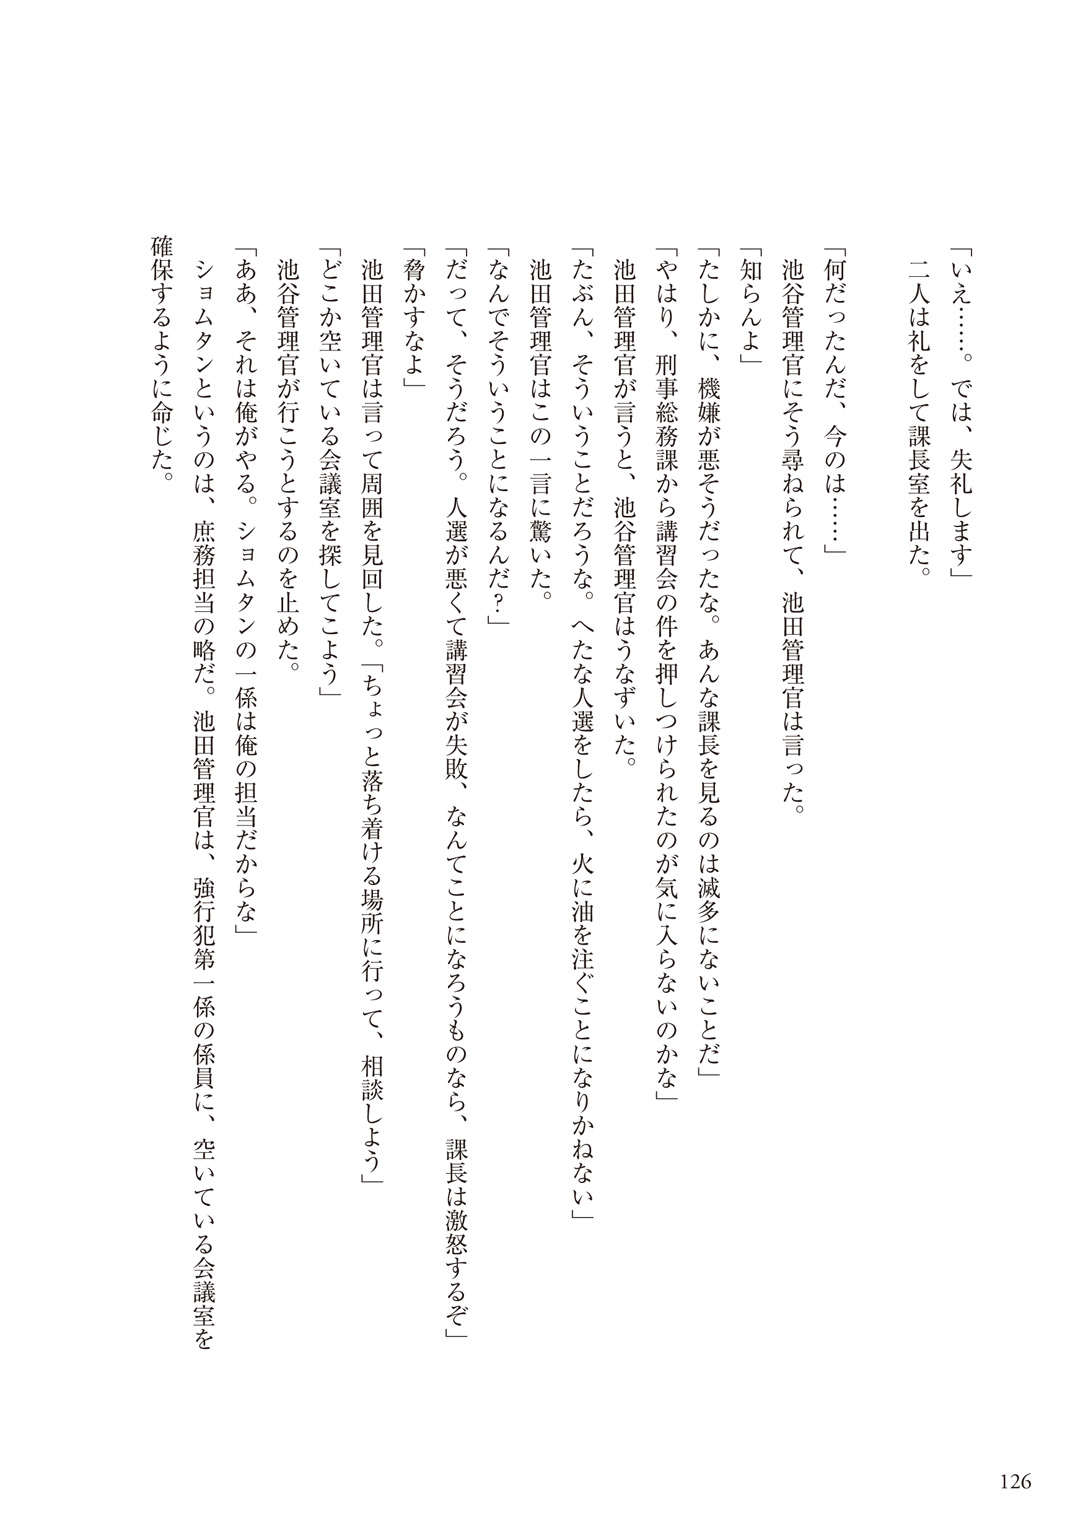 「いえ……。では、失礼します」
二人は礼をして課長室を出た。
「何だったんだ、今のは……」
池谷管理官にそう尋ねられて、池田管理官は言った。
「知らんよ」
「たしかに、機嫌が悪そうだったな。あんな課長を見るのは滅多にないことだ」
「やはり、刑事総務課から講習会の件を押しつけられたのが気に入らないのかな」
池田管理官が言うと、池谷管理官はうなずいた。
「たぶん、そういうことだろうな。へたな人選をしたら、火に油を注ぐことになりかねない」
池田管理官はこの一言に驚いた。
「なんでそういうことになるんだ？」
「だって、そうだろう。人選が悪くて講習会が失敗、なんてことになろうものなら、課長は激怒するぞ」
「脅かすなよ」
池田管理官は言って周囲を見回した。「ちょっと落ち着ける場所に行って、相談しよう」
「どこか空いている会議室を探してこよう」
池谷管理官が行こうとするのを止めた。
「ああ、それは俺がやる。ショムタンの一係は俺の担当だからな」
ショムタンというのは、庶務担当の略だ。池田管理官は、強行犯第一係の係員に、空いている会議室を
確保するように命じた。
126